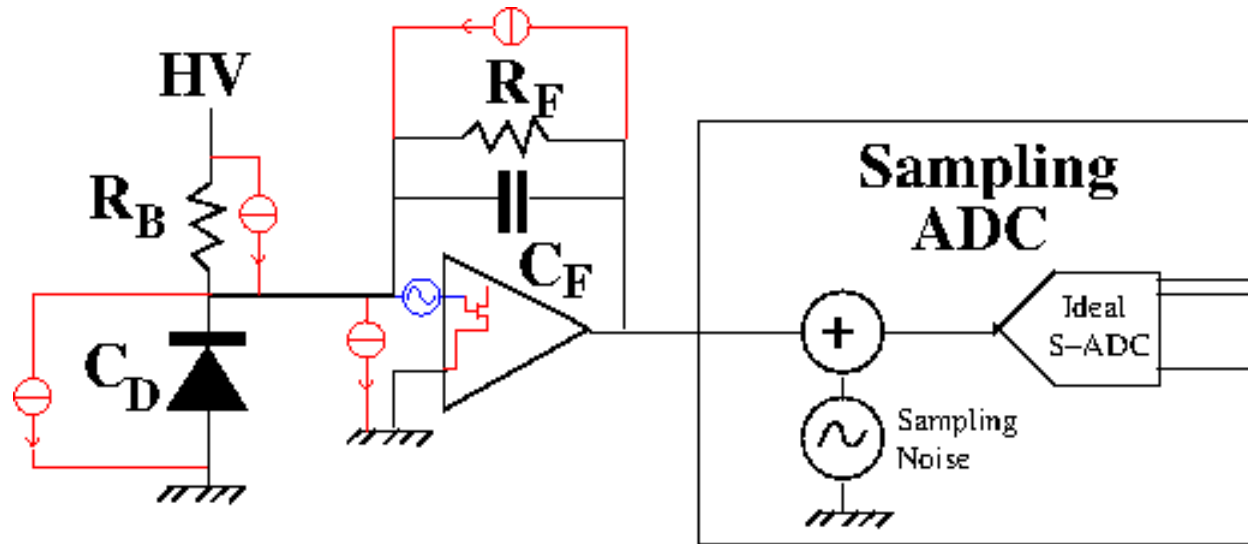 HV
R_B
C_D
R_F
C_F
Sampling
ADC
+
Ideal
S-ADC
Sampling
Noise